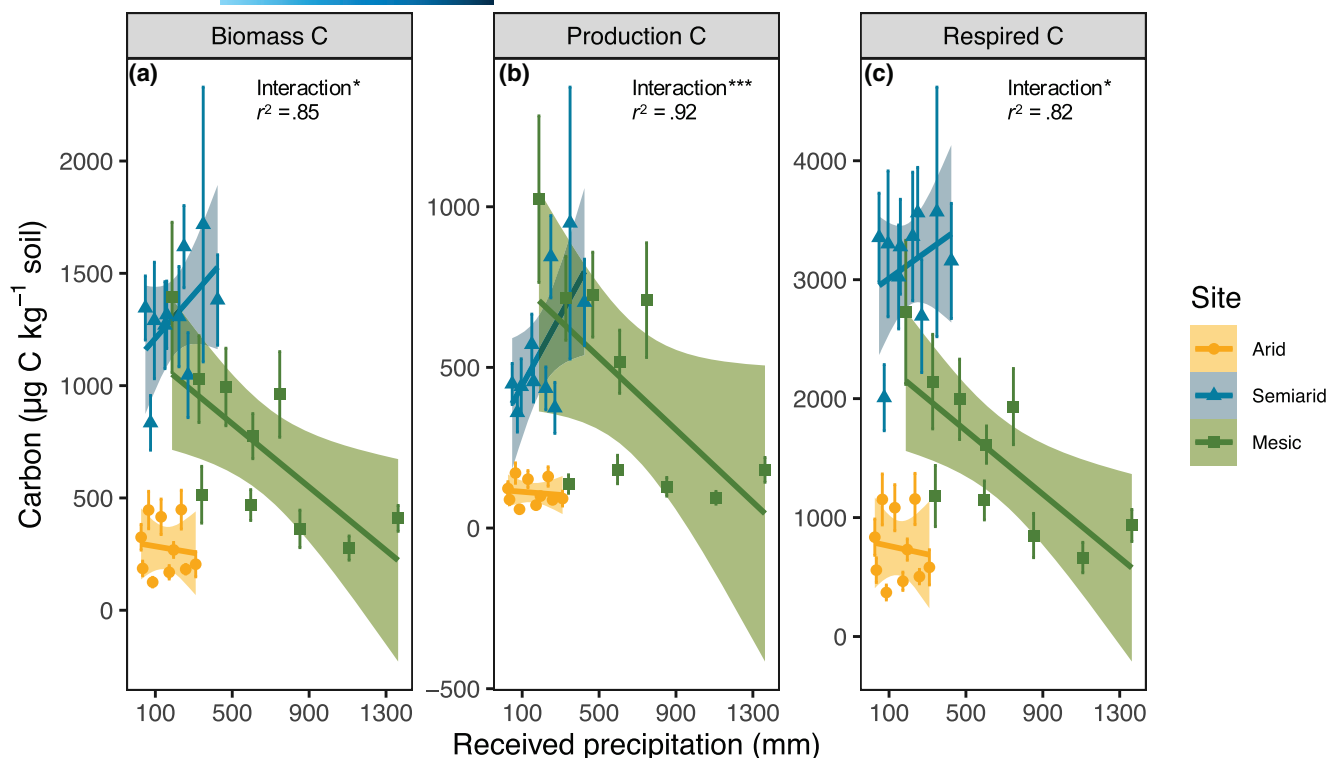 Biomass C
Production C
Respired C
(a)
Interaction*
r² =.85
(b)
Interaction***
r² =.92
(c)
Interaction*
r² =.82
2000
1500
1000
500
0
1000
500
0
−500
4000
3000
2000
1000
0
100 500 900 1300
100 500 900 1300
100 500 900 1300
Carbon (µg C kg⁻¹ soil)
Received precipitation (mm)
Site
Arid
Semiarid
Mesic